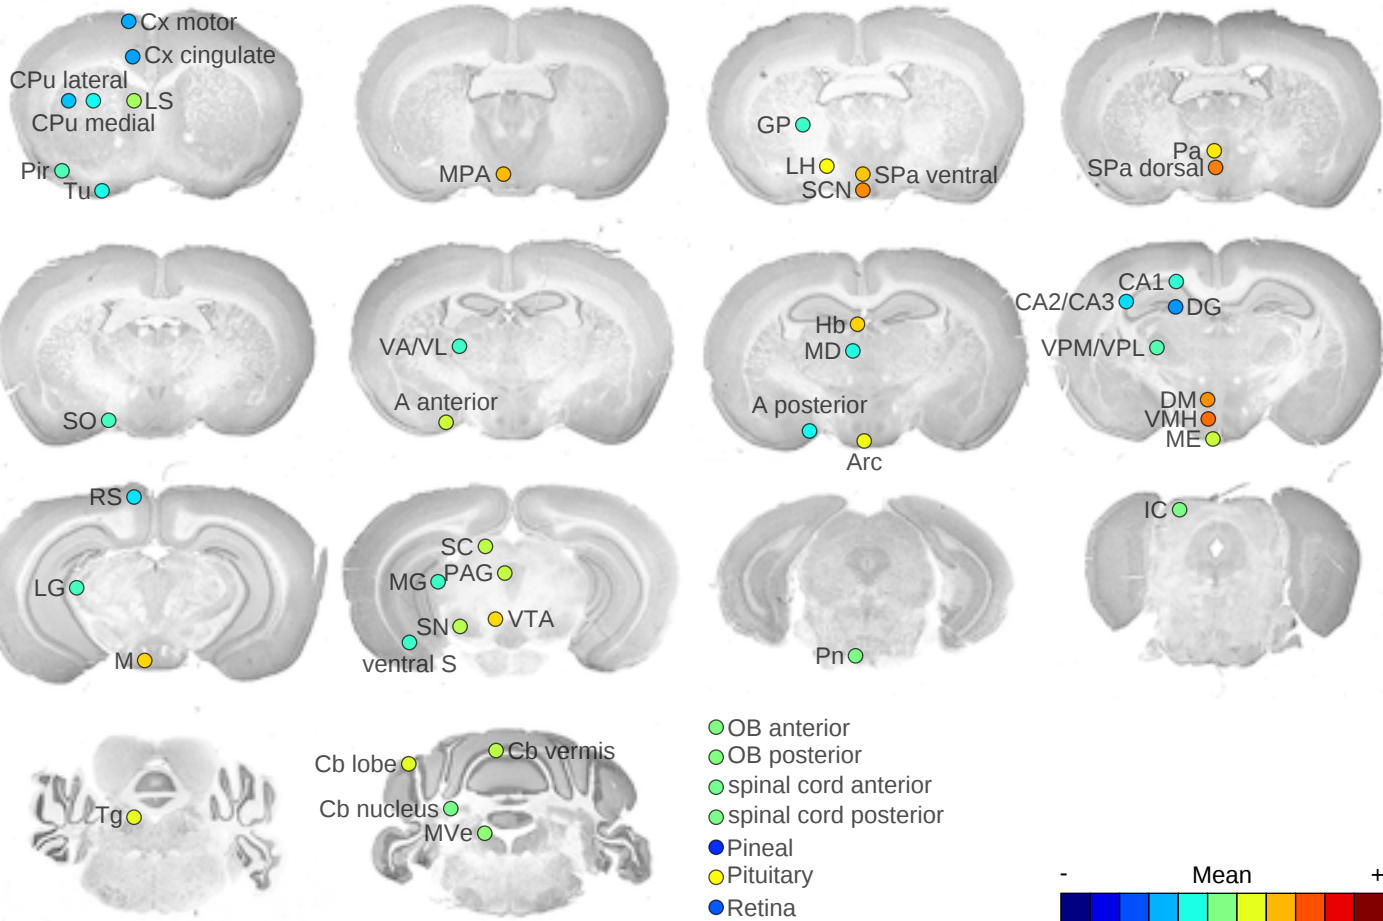 Cx motor
Cx cingulate
CPu lateral
LS
CPu medial
Pir
Tu
MPA
GP
LH
SPa ventral
SCN
Pa
SPa dorsal
SO
VA/VL
A anterior
Hb
MD
A posterior
Arc
CA1
CA2/CA3
DG
VPM/VPL
DM
VMH
ME
RS
LG
M
SC
PAG
MG
VTA
SN
ventral S
Pn
IC
Tg
Cb vermis
Cb lobe
Cb nucleus
MVe
OB anterior
OB posterior
spinal cord anterior
spinal cord posterior
Pineal
Pituitary
Retina
- Mean +